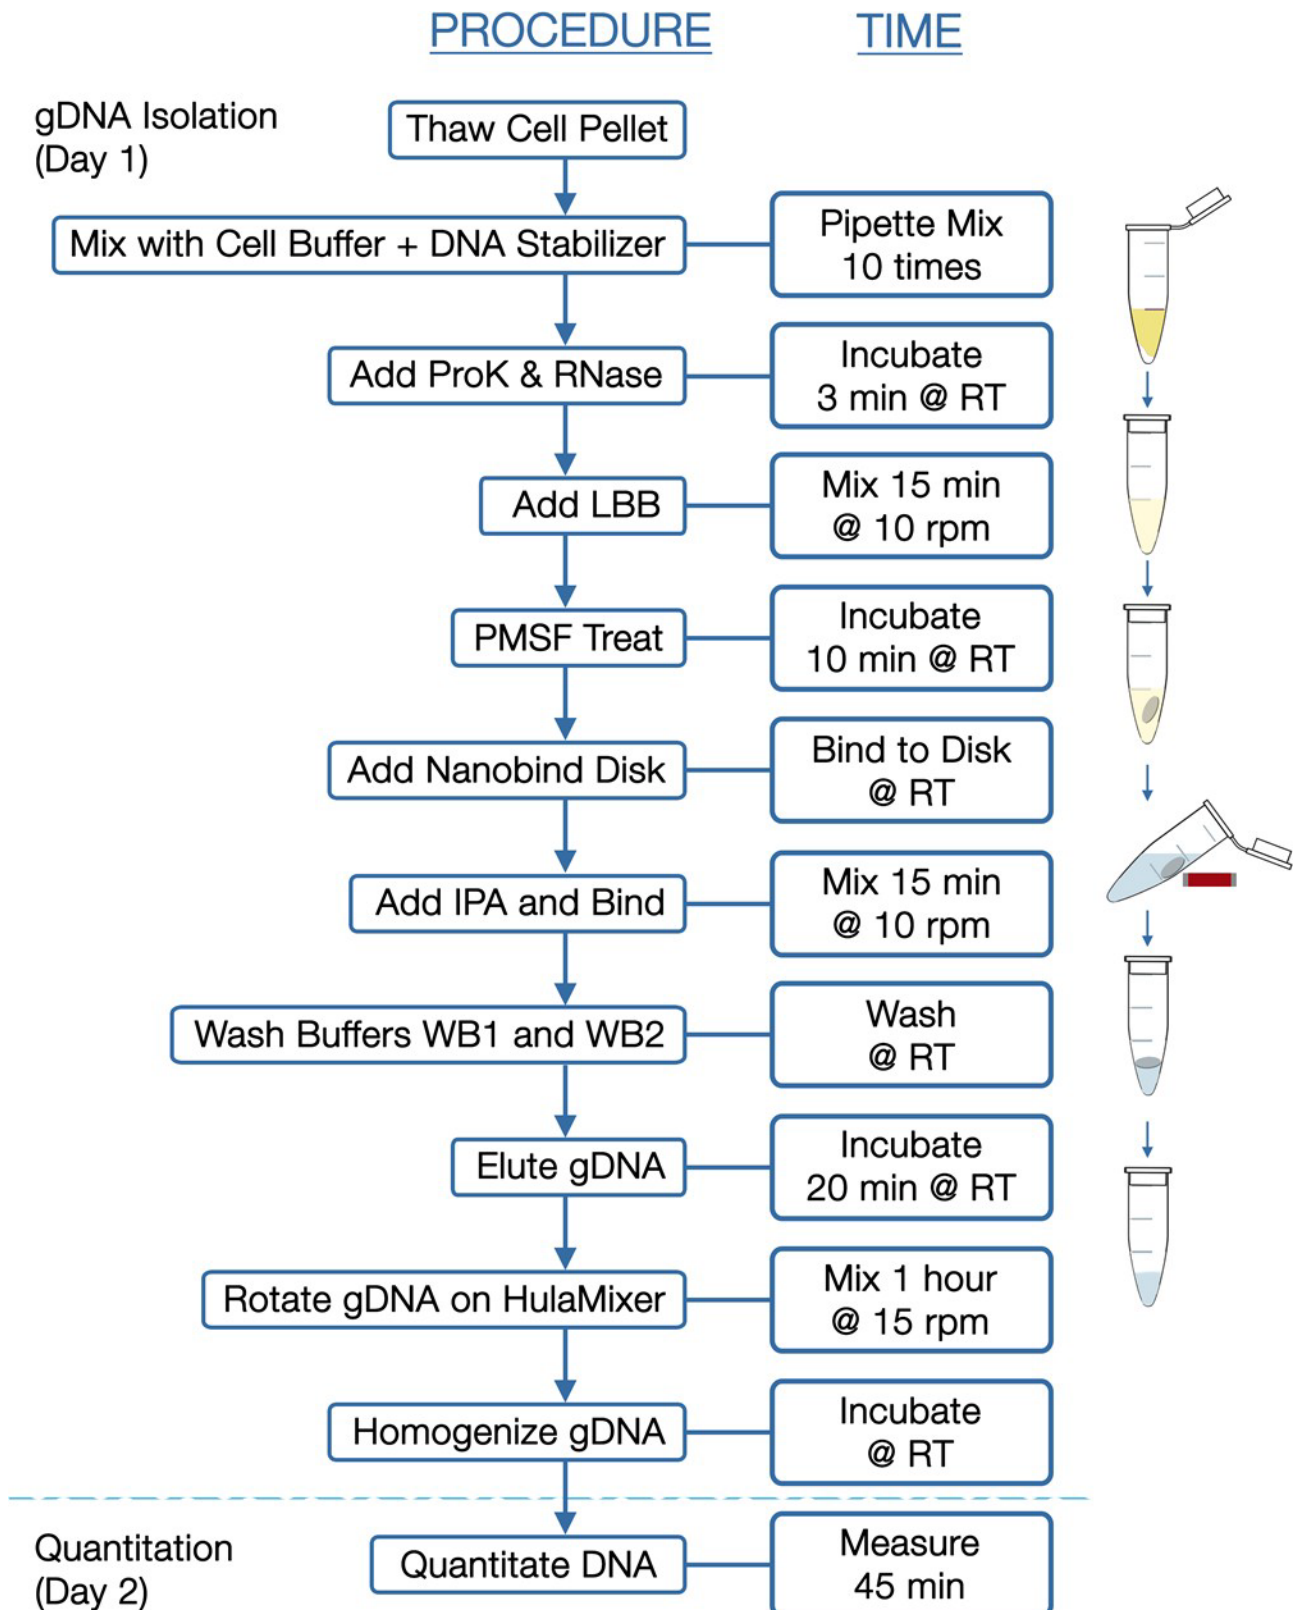 PROCEDURE
TIME
gDNA Isolation
(Day 1)
Thaw Cell Pellet
Mix with Cell Buffer + DNA Stabilizer
Pipette Mix
10 times
Add ProK & RNase
Incubate
3 min @ RT
Add LBB
Mix 15 min
@ 10 rpm
PMSF Treat
Incubate
10 min @ RT
Add Nanobind Disk
Bind to Disk
@ RT
Add IPA and Bind
Mix 15 min
@ 10 rpm
Wash Buffers WB1 and WB2
Wash
@ RT
Elute gDNA
Incubate
20 min @ RT
Rotate gDNA on HulaMixer
Mix 1 hour
@ 15 rpm
Homogenize gDNA
Incubate
@ RT
Quantitation
(Day 2)
Quantitate DNA
Measure
45 min